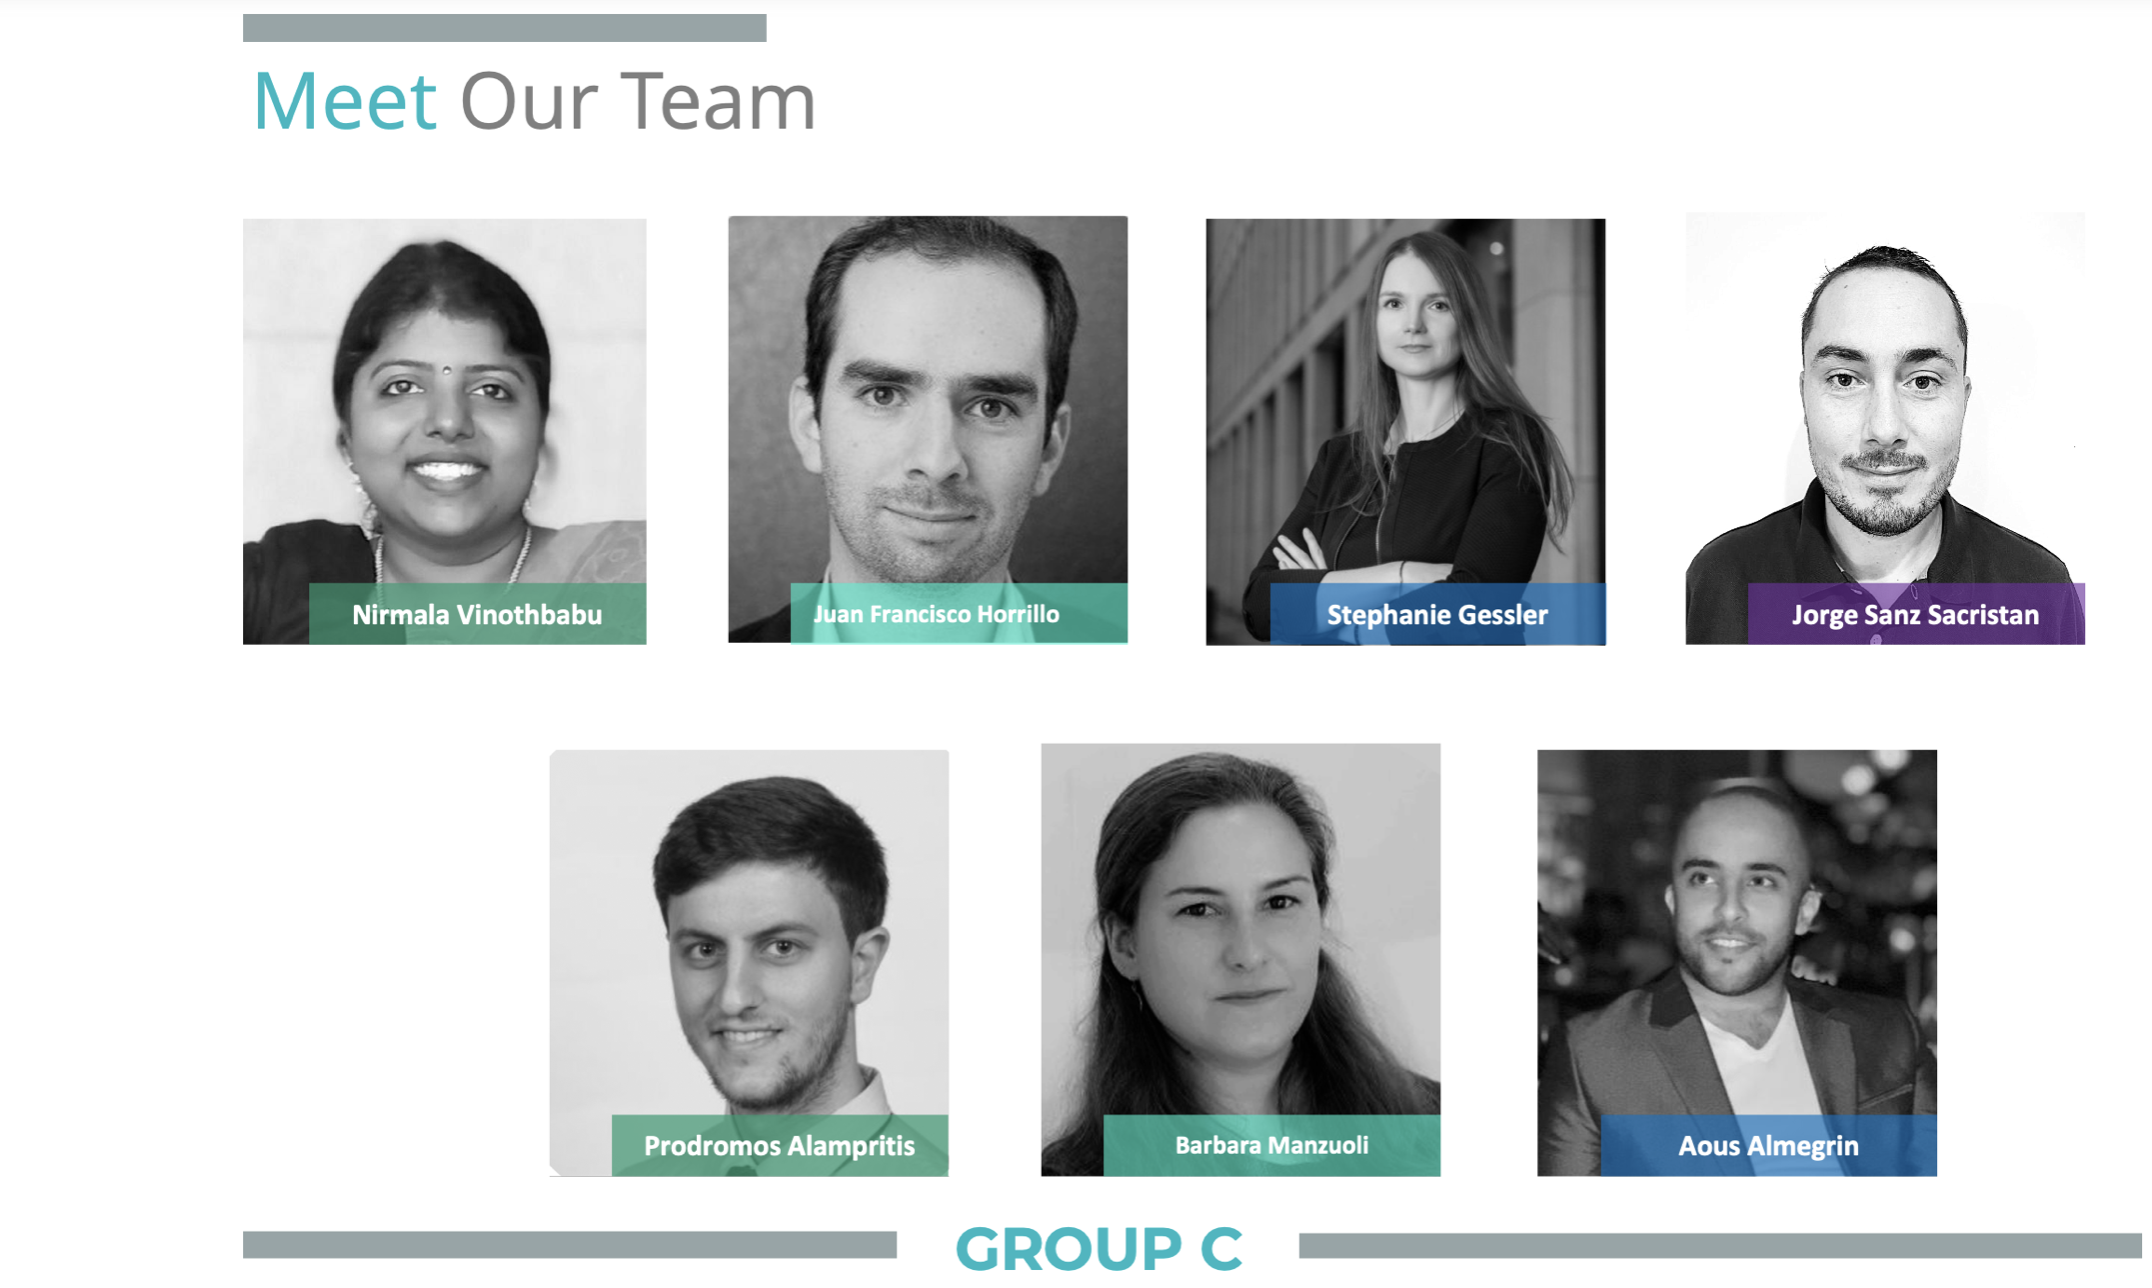 Meet Our Team
Nirmala Vinothbabu
Juan Francisco Horrillo
Stephanie Gessler
Jorge Sanz Sacristan
Prodromos Alampritis
Barbara Manzuoli
Aous Almegrin
GROUP C